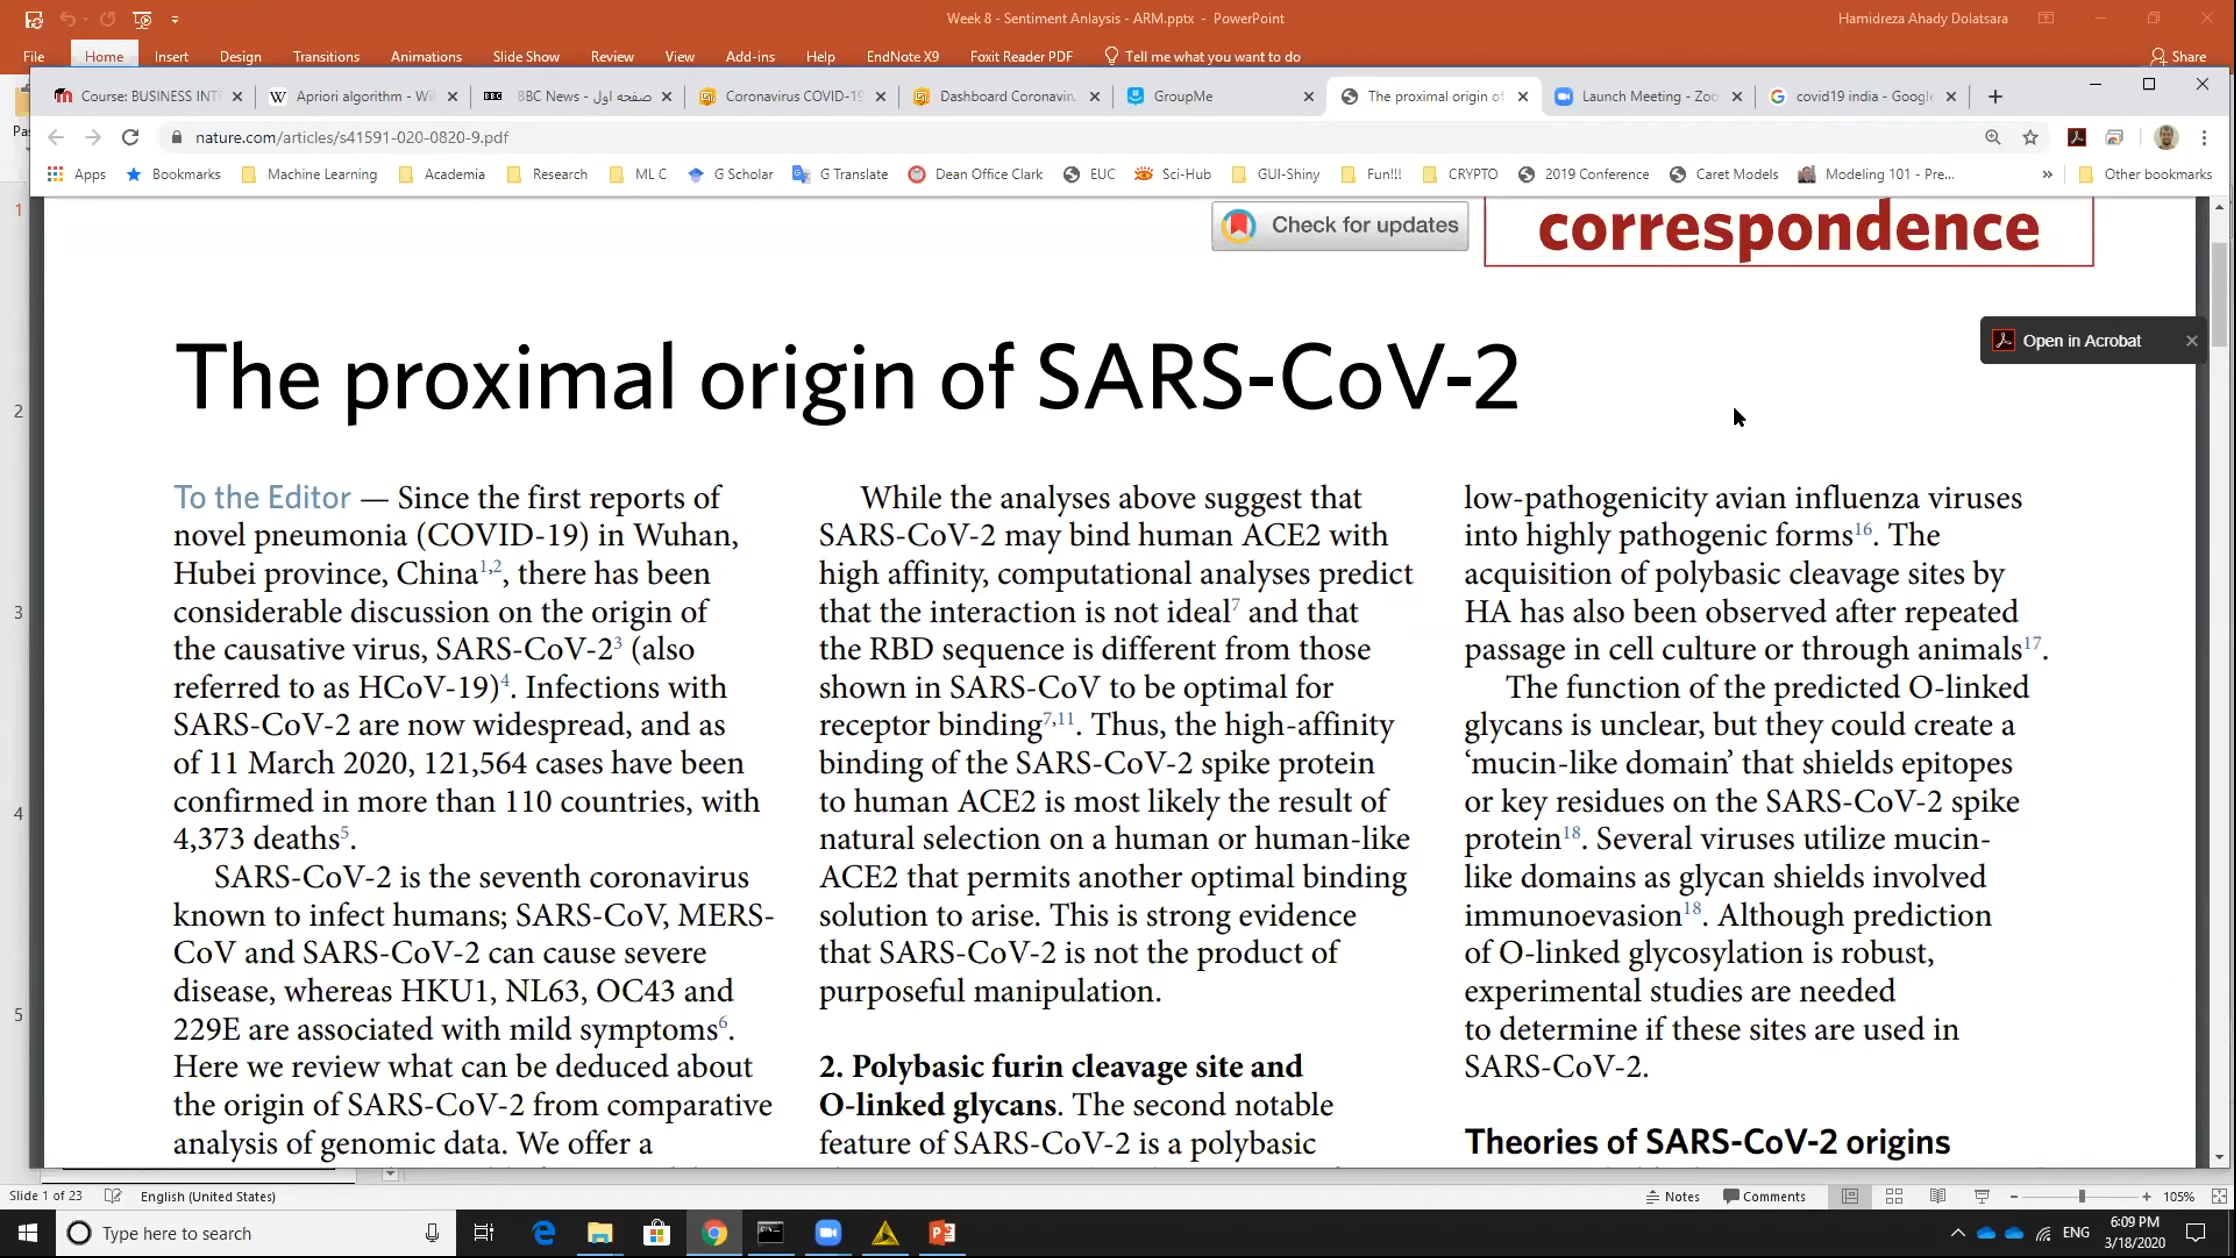 Week 8 - Sentiment Anlaysis - ARM.pptx - PowerPoint
Hamidreza Ahady Dolatsara
File Home Insert Design Transitions Animations Slide Show Review View Add-ins Help EndNote X9 Foxit Reader PDF Tell me what you want to do Share
Course: BUSINESS INT
Apriori algorithm - Wi
BBC BBC News - صفحه اول
Coronavirus COVID-19
Dashboard Coronavir
GroupMe
The proximal origin of
Launch Meeting - Zoo
covid19 india - Google
nature.com/articles/s41591-020-0820-9.pdf
Apps Bookmarks Machine Learning Academia Research ML C G Scholar G Translate Dean Office Clark EUC Sci-Hub GUI-Shiny Fun!!! CRYPTO 2019 Conference Caret Models Modeling 101 - Pre... » Other bookmarks
Check for updates
correspondence
Open in Acrobat
The proximal origin of SARS-CoV-2
To the Editor — Since the first reports of
novel pneumonia (COVID-19) in Wuhan,
Hubei province, China1,2, there has been
considerable discussion on the origin of
the causative virus, SARS-CoV-23 (also
referred to as HCoV-19)4. Infections with
SARS-CoV-2 are now widespread, and as
of 11 March 2020, 121,564 cases have been
confirmed in more than 110 countries, with
4,373 deaths5.
SARS-CoV-2 is the seventh coronavirus
known to infect humans; SARS-CoV, MERS-
CoV and SARS-CoV-2 can cause severe
disease, whereas HKU1, NL63, OC43 and
229E are associated with mild symptoms6.
Here we review what can be deduced about
the origin of SARS-CoV-2 from comparative
analysis of genomic data. We offer a
While the analyses above suggest that
SARS-CoV-2 may bind human ACE2 with
high affinity, computational analyses predict
that the interaction is not ideal7 and that
the RBD sequence is different from those
shown in SARS-CoV to be optimal for
receptor binding7,11. Thus, the high-affinity
binding of the SARS-CoV-2 spike protein
to human ACE2 is most likely the result of
natural selection on a human or human-like
ACE2 that permits another optimal binding
solution to arise. This is strong evidence
that SARS-CoV-2 is not the product of
purposeful manipulation.
2. Polybasic furin cleavage site and
O-linked glycans. The second notable
feature of SARS-CoV-2 is a polybasic
low-pathogenicity avian influenza viruses
into highly pathogenic forms16. The
acquisition of polybasic cleavage sites by
HA has also been observed after repeated
passage in cell culture or through animals17.
The function of the predicted O-linked
glycans is unclear, but they could create a
‘mucin-like domain’ that shields epitopes
or key residues on the SARS-CoV-2 spike
protein18. Several viruses utilize mucin-
like domains as glycan shields involved
immunoevasion18. Although prediction
of O-linked glycosylation is robust,
experimental studies are needed
to determine if these sites are used in
SARS-CoV-2.
Theories of SARS-CoV-2 origins
1
2
3
4
5
Slide 1 of 23 English (United States) Notes Comments 105%
Type here to search
ENG
6:09 PM
3/18/2020